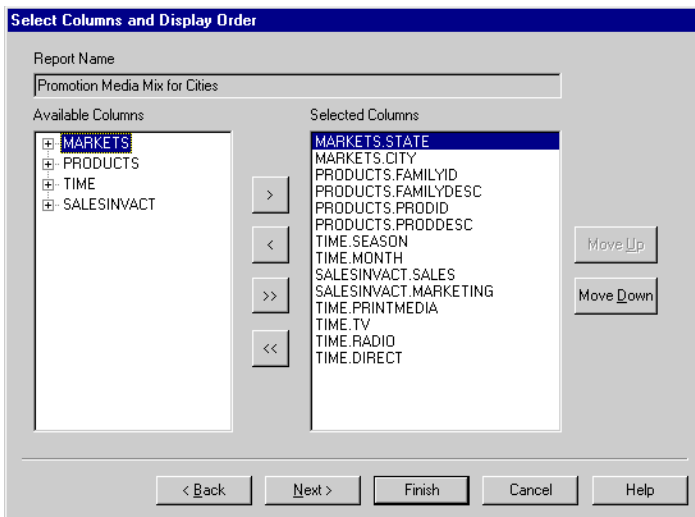 Select Columns and Display Order
Report Name
Promotion Media Mix for Cities
Available Columns
MARKETS
PRODUCTS
TIME
SALESINVACT
>
<
>>
<<
Selected Columns
MARKETS.STATE
MARKETS.CITY
PRODUCTS.FAMILYID
PRODUCTS.FAMILYDESC
PRODUCTS.PRODID
PRODUCTS.PRODDESC
TIME.SEASON
TIME.MONTH
SALESINVACT.SALES
SALESINVACT.MARKETING
TIME.PRINTMEDIA
TIME.TV
TIME.RADIO
TIME.DIRECT
Move Up
Move Down
< Back
Next >
Finish
Cancel
Help